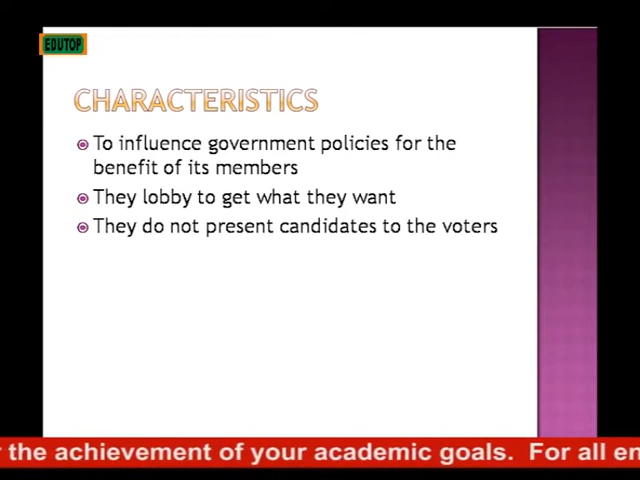 EDUTOP
CHARACTERISTICS
To influence government policies for the
benefit of its members
They lobby to get what they want
They do not present candidates to the voters
the achievement of your academic goals. For all